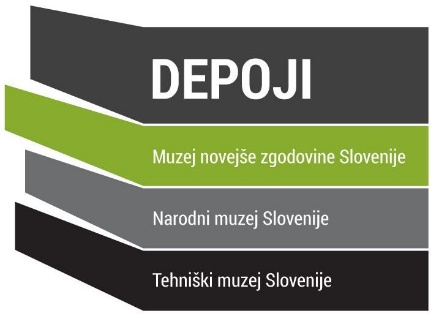 DEPOJI
Muzej novejše zgodovine Slovenije
Narodni muzej Slovenije
Tehniški muzej Slovenije